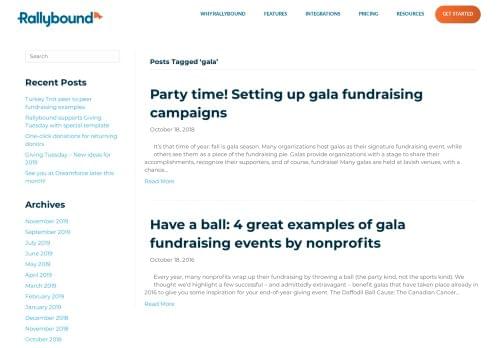 Rallybound
WHY RALLYBOUND
FEATURES
INTEGRATIONS
PRICING
RESOURCES
GET STARTED
Search
Recent Posts
Turkey Trot peer to peer
fundraising examples
Rallybound supports Giving
Tuesday with special template
One-click donations for returning
donors
Giving Tuesday – New ideas for
2019
See you at Dreamforce later this
month!
Archives
November 2019
September 2019
July 2019
June 2019
May 2019
April 2019
March 2019
February 2019
January 2019
December 2018
November 2018
October 2018
Posts Tagged 'gala'
Party time! Setting up gala fundraising
campaigns
October 18, 2018
It's that time of year: fall is gala season. Many organizations host galas as their signature fundraising event, while
others see them as a piece of the fundraising pie. Galas provide organizations with a stage to share their
accomplishments, recognize their supporters, and of course, fundraise! Many galas are held at lavish venues, with a
chance…
Read More
Have a ball: 4 great examples of gala
fundraising events by nonprofits
October 18, 2016
Every year, many nonprofits wrap up their fundraising by throwing a ball (the party kind, not the sports kind). We
thought we'd highlight a few successful – and admittedly extravagant – benefit galas that have taken place already in
2016 to give you some inspiration for your end-of-year giving event. The Daffodil Ball Cause: The Canadian Cancer…
Read More